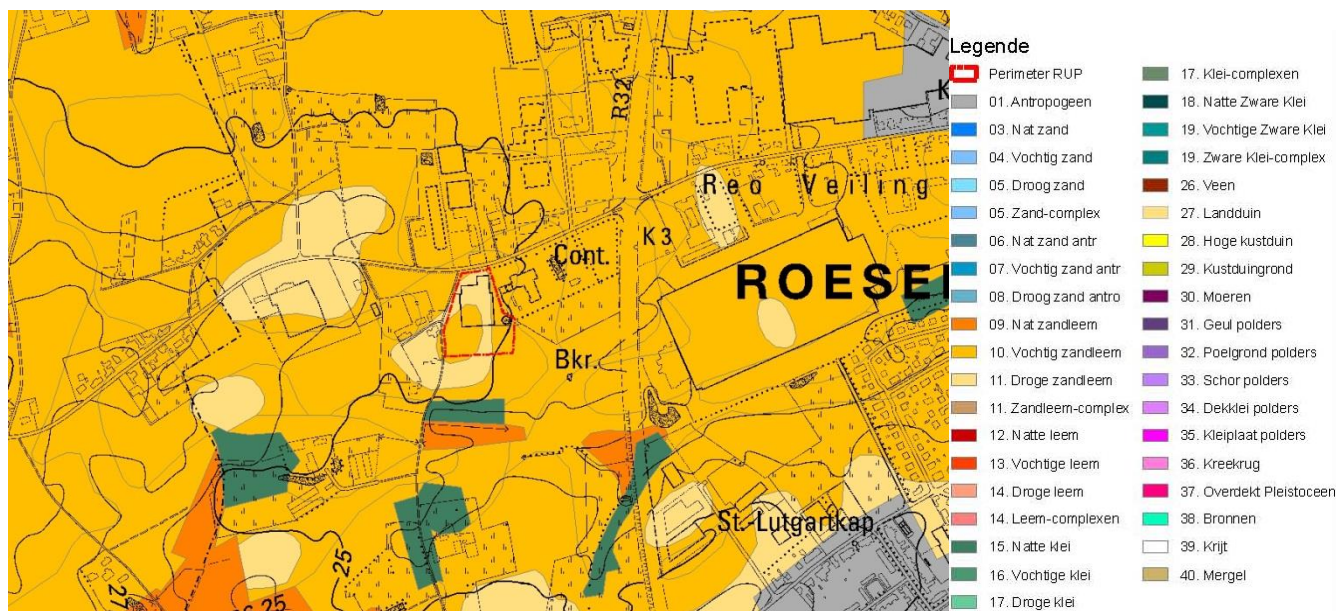 R32
K
Reo Veiling
K3
Cont.
ROESEL
Bkr.
St.-Lutgartkap.
25
27
26,25
Legende
Perimeter RUP
01. Antropogeen
03. Nat zand
04. Vochtig zand
05. Droog zand
05. Zand-complex
06. Nat zand antr
07. Vochtig zand antr
08. Droog zand antro
09. Nat zandleem
10. Vochtig zandleem
11. Droge zandleem
11. Zandleem-complex
12. Natte leem
13. Vochtige leem
14. Droge leem
14. Leem-complexen
15. Natte klei
16. Vochtige klei
17. Droge klei
17. Klei-complexen
18. Natte Zware Klei
19. Vochtige Zware Klei
19. Zware Klei-complex
26. Veen
27. Landduin
28. Hoge kustduin
29. Kustduingrond
30. Moeren
31. Geul polders
32. Poelgrond polders
33. Schor polders
34. Dekklei polders
35. Kleiplaat polders
36. Kreekrug
37. Overdekt Pleistoceen
38. Bronnen
39. Krijt
40. Mergel